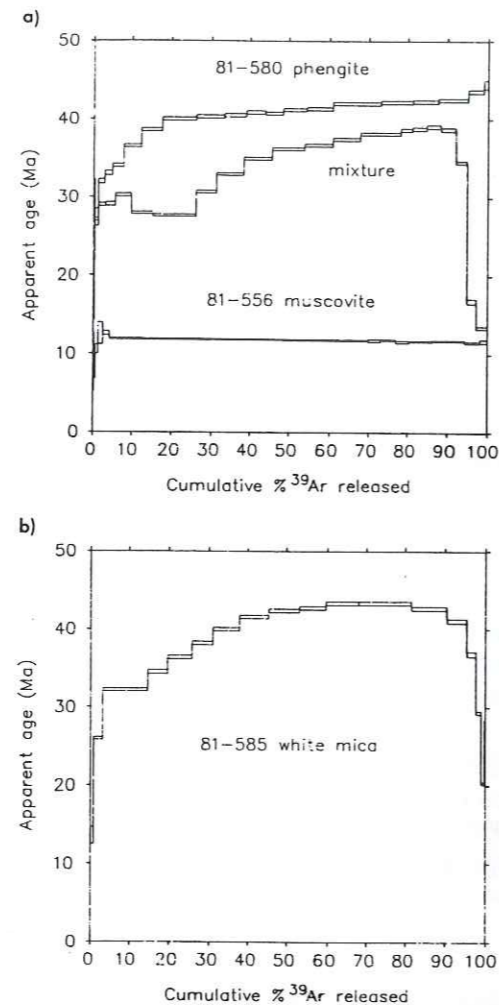 a)
50
40
30
20
10
0
Apparent age (Ma)
81-580 phengite
mixture
81-556 muscovite
0 10 20 30 40 50 60 70 80 90 100
Cumulative % ³⁹Ar released
b)
50
40
30
20
10
0
Apparent age (Ma)
81-585 white mica
0 10 20 30 40 50 60 70 80 90 100
Cumulative % ³⁹Ar released